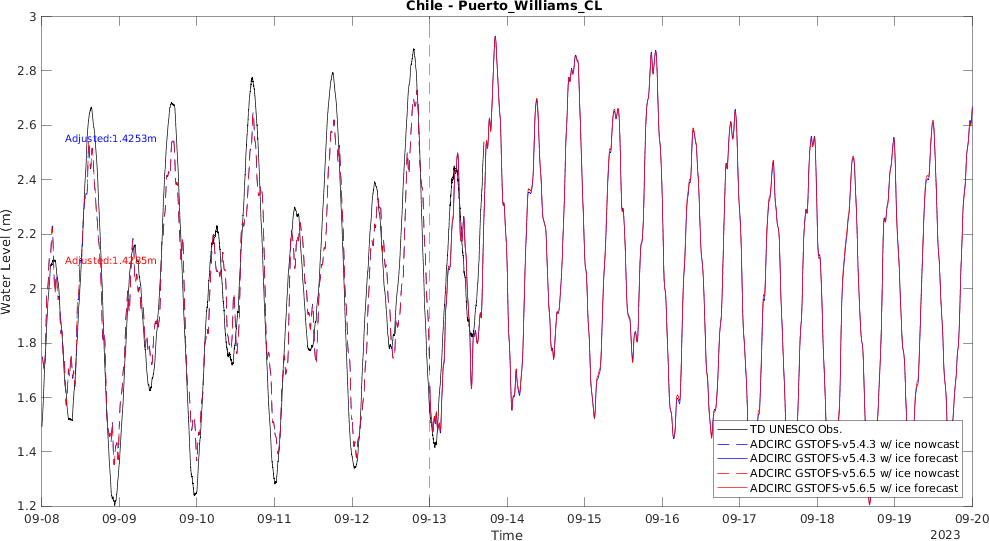 Chile - Puerto_Williams_CL
3
2.8
2.6
2.4
2.2
2
1.8
1.6
1.4
1.2
Water Level (m)
Adjusted:1.4253m
Adjusted:1.4285m
TD UNESCO Obs.
ADCIRC GSTOFS-v5.4.3 w/ ice nowcast
ADCIRC GSTOFS-v5.4.3 w/ ice forecast
ADCIRC GSTOFS-v5.6.5 w/ ice nowcast
ADCIRC GSTOFS-v5.6.5 w/ ice forecast
09-08 09-09 09-10 09-11 09-12 09-13 09-14 09-15 09-16 09-17 09-18 09-19 09-20
Time
2023